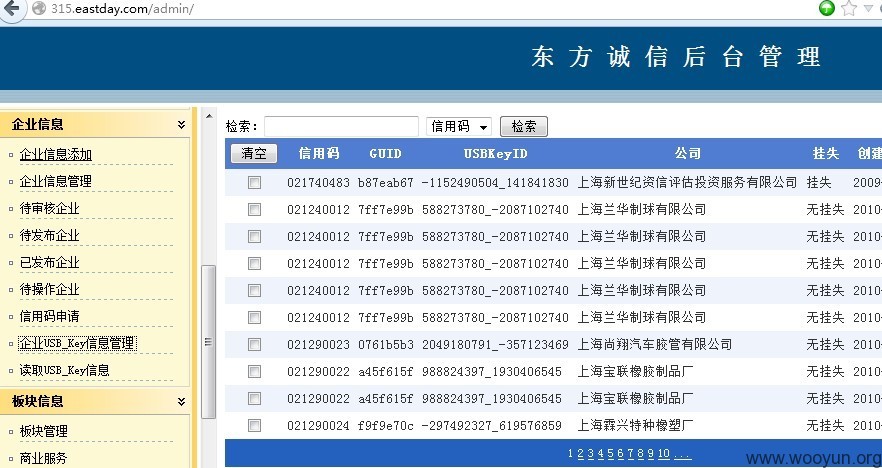 315.eastday.com/admin/
东方诚信后台管理
企业信息
企业信息添加
企业信息管理
待审核企业
待发布企业
已发布企业
待操作企业
信用码申请
企业USB_Key信息管理
读取USB_Key信息
板块信息
板块管理
商业服务
检索： 信用码 检索
清空 信用码 GUID USBKeyID 公司 挂失 创建
021740483 b87eab67 -1152490504_141841830 上海新世纪资信评估投资服务有限公司 挂失 2009-
021240012 7ff7e99b 588273780_-2087102740 上海兰华制球有限公司 无挂失 2010-
021240012 7ff7e99b 588273780_-2087102740 上海兰华制球有限公司 无挂失 2010-
021240012 7ff7e99b 588273780_-2087102740 上海兰华制球有限公司 无挂失 2010-
021240012 7ff7e99b 588273780_-2087102740 上海兰华制球有限公司 无挂失 2010-
021240012 7ff7e99b 588273780_-2087102740 上海兰华制球有限公司 无挂失 2010-
021290023 0761b5b3 2049180791_-357123469 上海尚翔汽车胶管有限公司 无挂失 2010-
021290022 a45f615f 988824397_1930406545 上海宝联橡胶制品厂 无挂失 2010-
021290022 a45f615f 988824397_1930406545 上海宝联橡胶制品厂 无挂失 2010-
021290024 f9f9e70c -297492327_619576859 上海霖兴特种橡塑厂 无挂失 2010-
1 2 3 4 5 6 7 8 9 10 ...
www.wooyun.org